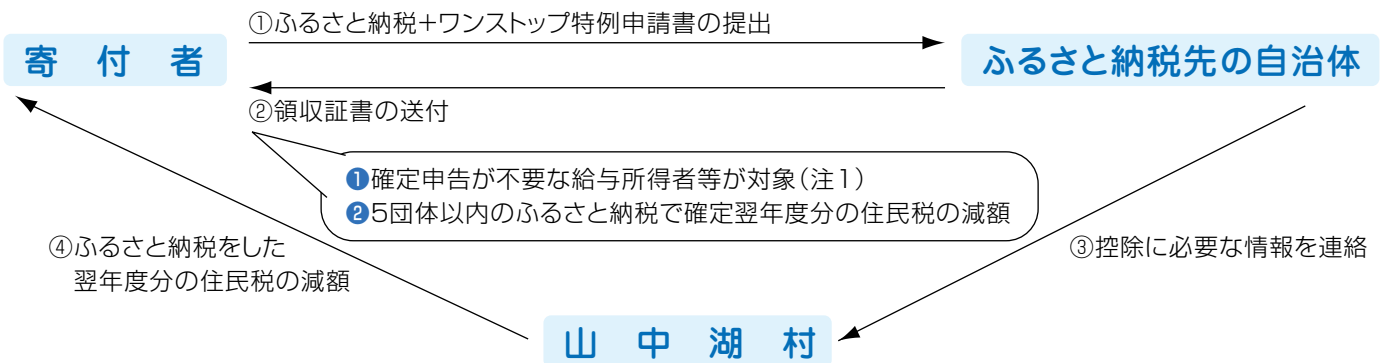 ①ふるさと納税+ワンストップ特例申請書の提出
寄付者
ふるさと納税先の自治体
②領収証書の送付
❶確定申告が不要な給与所得者等が対象(注1)
❷5団体以内のふるさと納税で確定翌年度分の住民税の減額
④ふるさと納税をした
翌年度分の住民税の減額
③控除に必要な情報を連絡
山中湖村